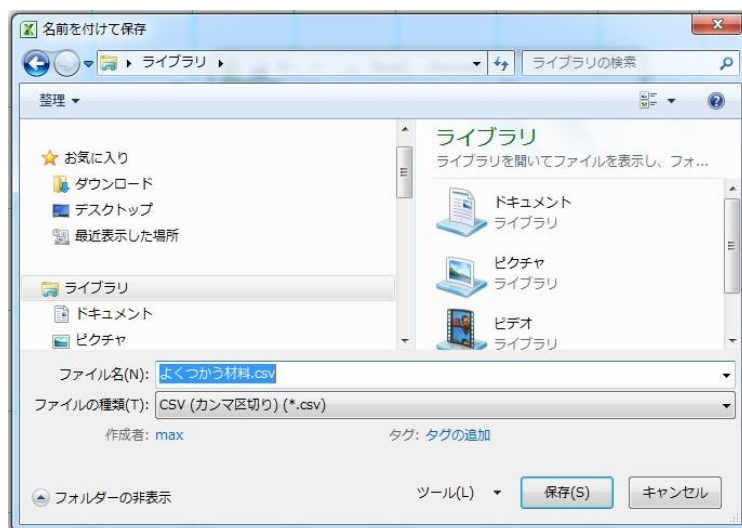 名前を付けて保存
ライブラリ
ライブラリの検索
整理
お気に入り
ダウンロード
デスクトップ
最近表示した場所
ライブラリ
ドキュメント
ピクチャ
ライブラリ
ライブラリを開いてファイルを表示し、フォ...
ドキュメント
ライブラリ
ピクチャ
ライブラリ
ビデオ
ライブラリ
ファイル名(N): よくつかう材料.csv
ファイルの種類(T): CSV (カンマ区切り) (*.csv)
作成者: max タグ: タグの追加
フォルダーの非表示 ツール(L) 保存(S) キャンセル